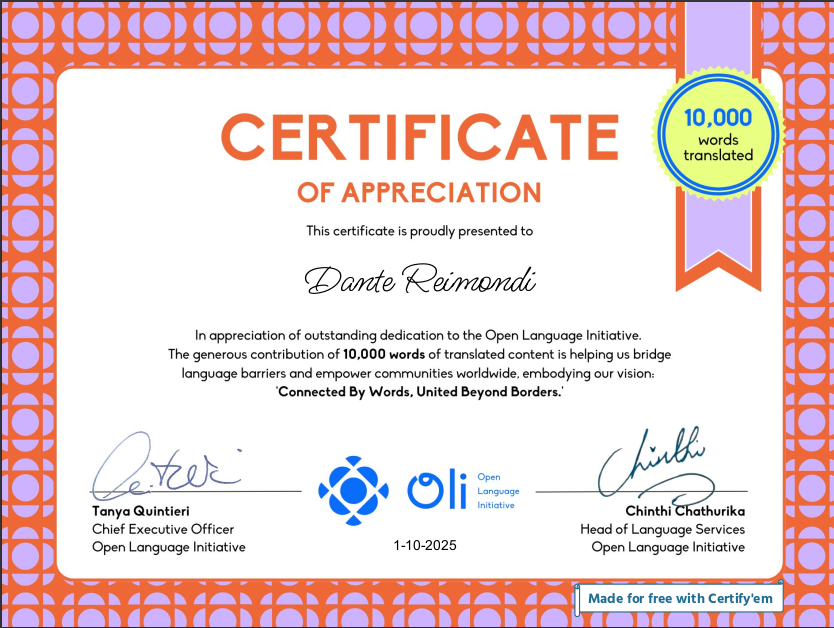 10,000
words
translated
CERTIFICATE
OF APPRECIATION
This certificate is proudly presented to
Dante Reimondi
In appreciation of outstanding dedication to the Open Language Initiative.
The generous contribution of 10,000 words of translated content is helping us bridge
language barriers and empower communities worldwide, embodying our vision:
'Connected By Words, United Beyond Borders.'
Tanya Quintieri
Chief Executive Officer
Open Language Initiative
Oli
Open
Language
Initiative
1-10-2025
Chinthi
Chinthi Chathurika
Head of Language Services
Open Language Initiative
Made for free with Certify'em